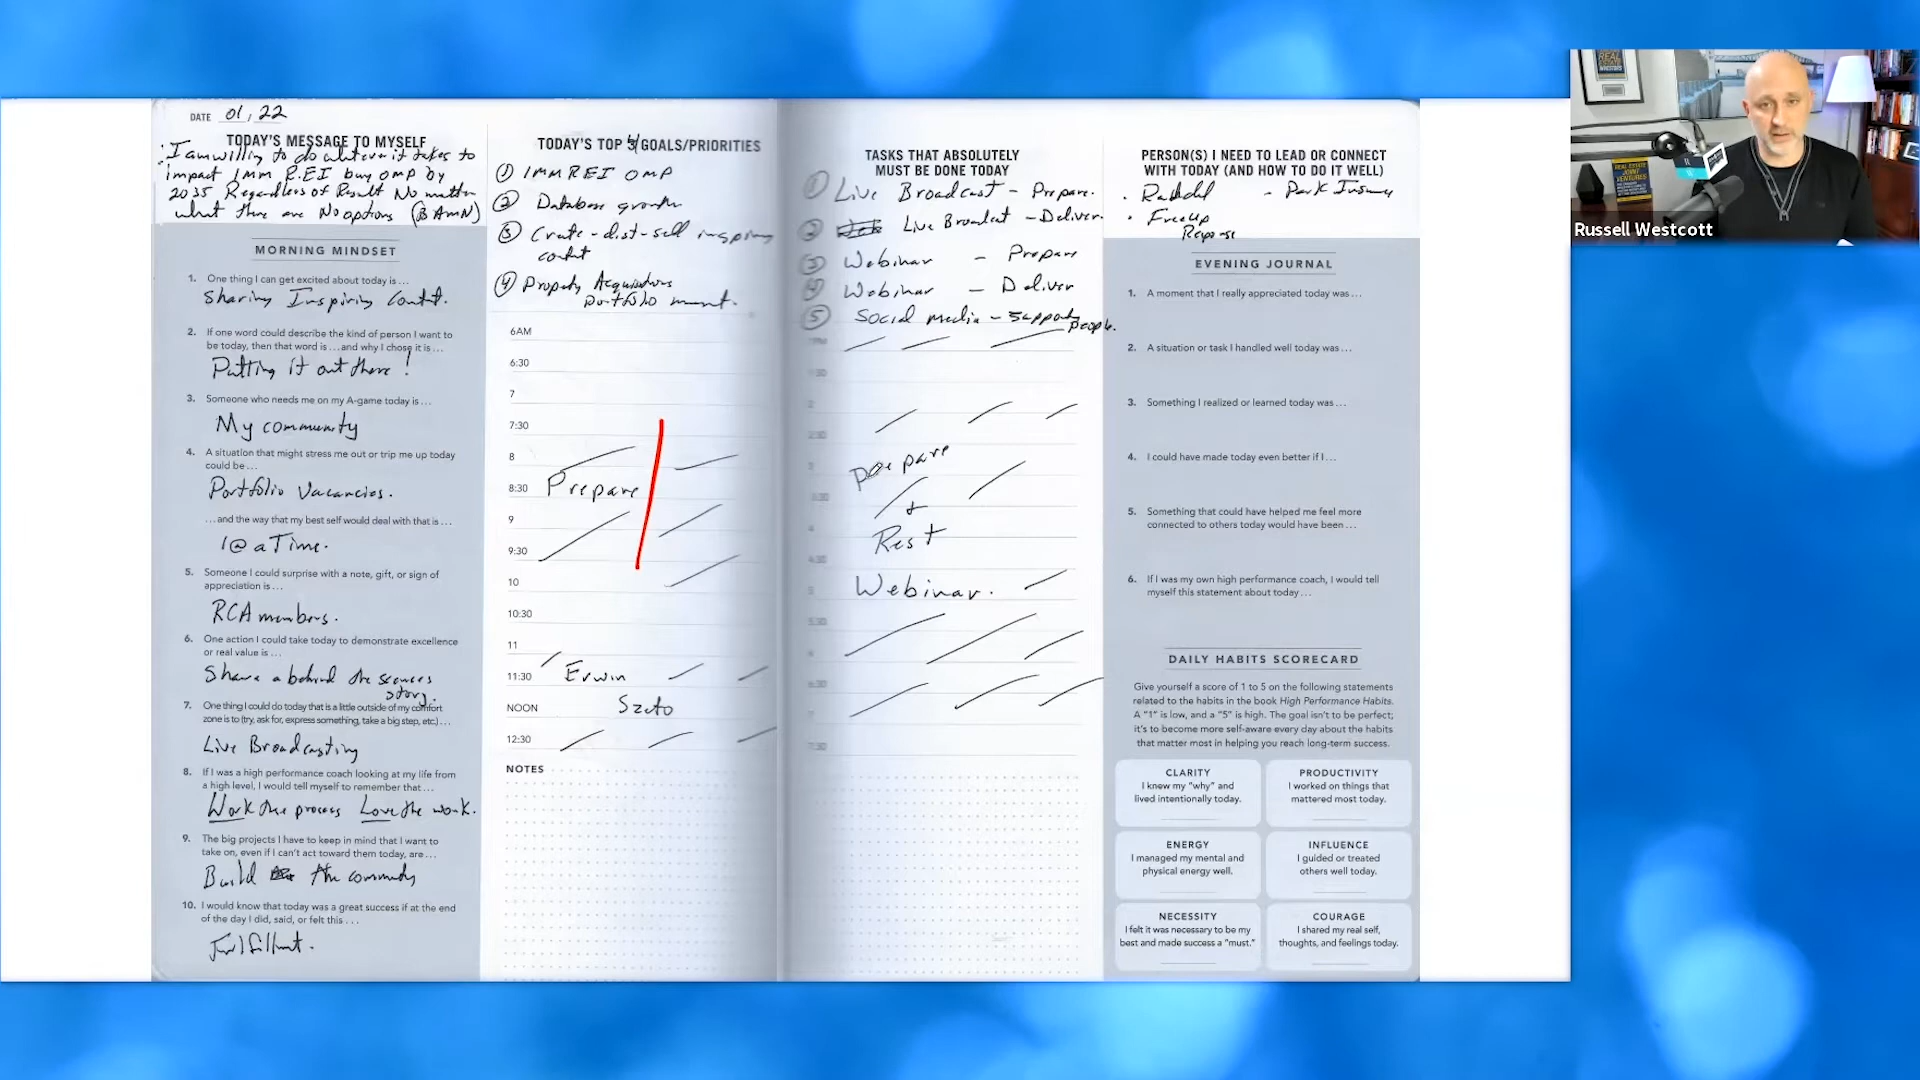 DATE 01, 22
TODAY'S MESSAGE TO MYSELF
I am willing to do whatever it takes to
impact 1MM R.E.I buy OMP by
2035 Regardless of Result No matter
what there are No options (BAMN)
MORNING MINDSET
1. One thing I can get excited about today is ...
Sharing Inspiring Contt.
2. If one word could describe the kind of person I want to
be today, then that word is ... and why I chose it is ...
Putting it out there!
3. Someone who needs me on my A-game today is ...
My community
4. A situation that might stress me out or trip me up today
could be ...
Portfolio Vacancies.
...and the way that my best self would deal with that is ...
1@ a Time.
5. Someone I could surprise with a note, gift, or sign of
appreciation is ...
RCA members.
6. One action I could take today to demonstrate excellence
or real value is ...
Share a behind the scenes
story.
7. One thing I could do today that is a little outside of my comfort
zone is to (try, ask for, express something, take a big step, etc.) ...
Live Broadcasting
8. If I was a high performance coach looking at my life from
a high level, I would tell myself to remember that ...
Work the process Love the work.
9. The big projects I have to keep in mind that I want to
take on, even if I can't act toward them today, are ...
Build the community
10. I would know that today was a great success if at the end
of the day I did, said, or felt this ...
TODAY'S TOP GOALS/PRIORITIES
① 1MM REI OMP
② Database growth
③ Create - dist - sell inspiring
④ Property Acquisitions
Portfolio
6AM
6:30
7
7:30
8
8:30 Prepare
9
9:30
10
10:30
11
11:30 Erwin
NOON Szeto
12:30
NOTES
TASKS THAT ABSOLUTELY
MUST BE DONE TODAY
① Live Broadcast - Prepare.
② Live Broadcast - Deliver.
③ Webinar - Prepare
④ Webinar - Deliver
⑤ Social media - support
people.
1PM
1:30
2
2:30
3 prepare
3:30
+
4
Rest
4:30
5 Webinar.
5:30
6
6:30
7
7:30
PERSON(S) I NEED TO LEAD OR CONNECT
WITH TODAY (AND HOW TO DO IT WELL)
EVENING JOURNAL
1. A moment that I really appreciated today was ...
2. A situation or task I handled well today was ...
3. Something I realized or learned today was ...
4. I could have made today even better if I ...
5. Something that could have helped me feel more
connected to others today would have been ...
6. If I was my own high performance coach, I would tell
myself this statement about today ...
DAILY HABITS SCORECARD
Give yourself a score of 1 to 5 on the following statements
related to the habits in the book High Performance Habits.
A "1" is low, and a "5" is high. The goal isn't to be perfect;
it's to become more self-aware every day about the habits
that matter most in helping you reach long-term success.
CLARITY
I knew my "why" and
lived intentionally today.
PRODUCTIVITY
I worked on things that
mattered most today.
ENERGY
I managed my mental and
physical energy well.
INFLUENCE
I guided or treated
others well today.
NECESSITY
I felt it was necessary to be my
best and made success a "must."
COURAGE
I shared my real self,
thoughts, and feelings today.
REAL ESTATE
JOINT
VENTURES
Russell Westcott